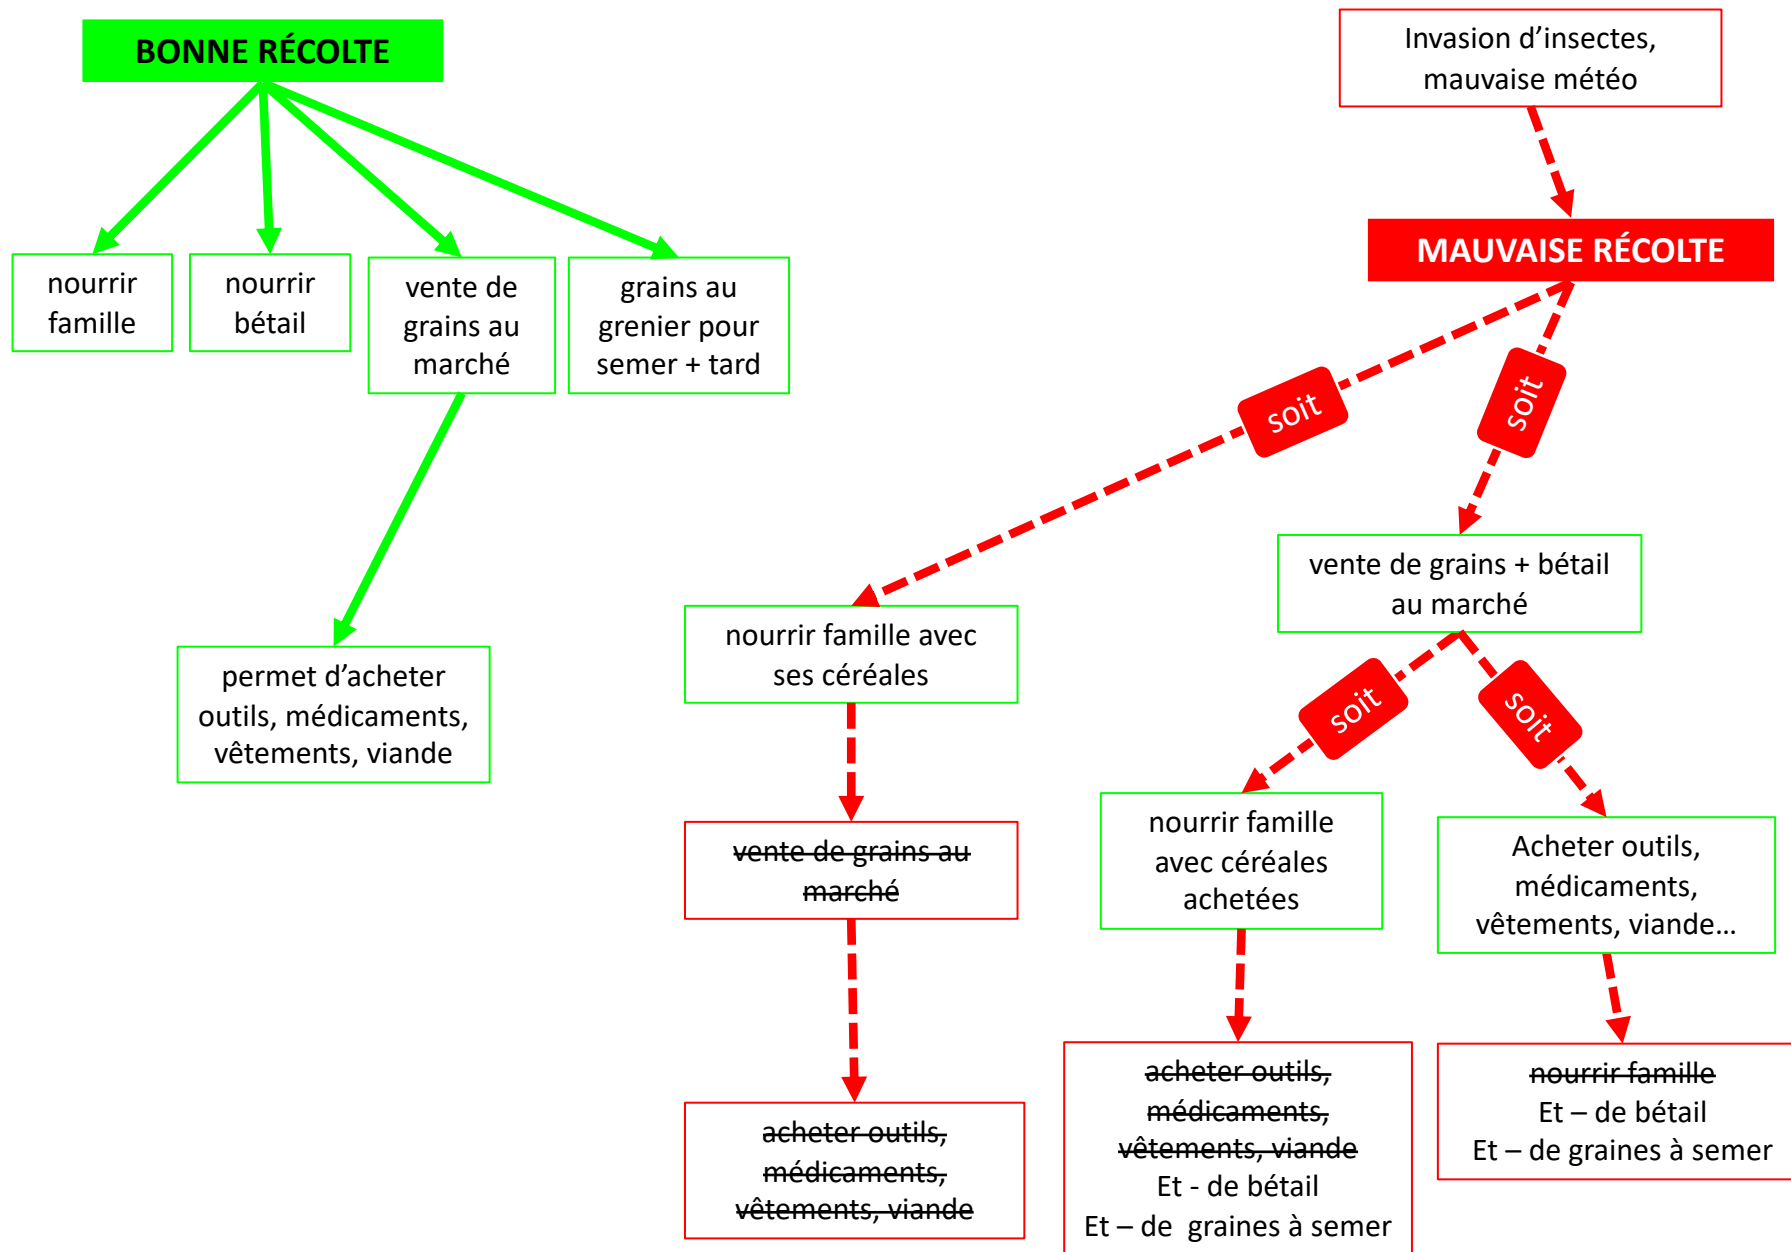 BONNE RÉCOLTE
nourrir
famille
nourrir
bétail
vente de
grains au
marché
grains au
grenier pour
semer + tard
permet d’acheter
outils, médicaments,
vêtements, viande
Invasion d’insectes,
mauvaise météo
MAUVAISE RÉCOLTE
soit
soit
nourrir famille avec
ses céréales
vente de grains au
marché
acheter outils,
médicaments,
vêtements, viande
vente de grains + bétail
au marché
soit
soit
nourrir famille
avec céréales
achetées
acheter outils,
médicaments,
vêtements, viande
Et - de bétail
Et – de graines à semer
Acheter outils,
médicaments,
vêtements, viande…
nourrir famille
Et – de bétail
Et – de graines à semer